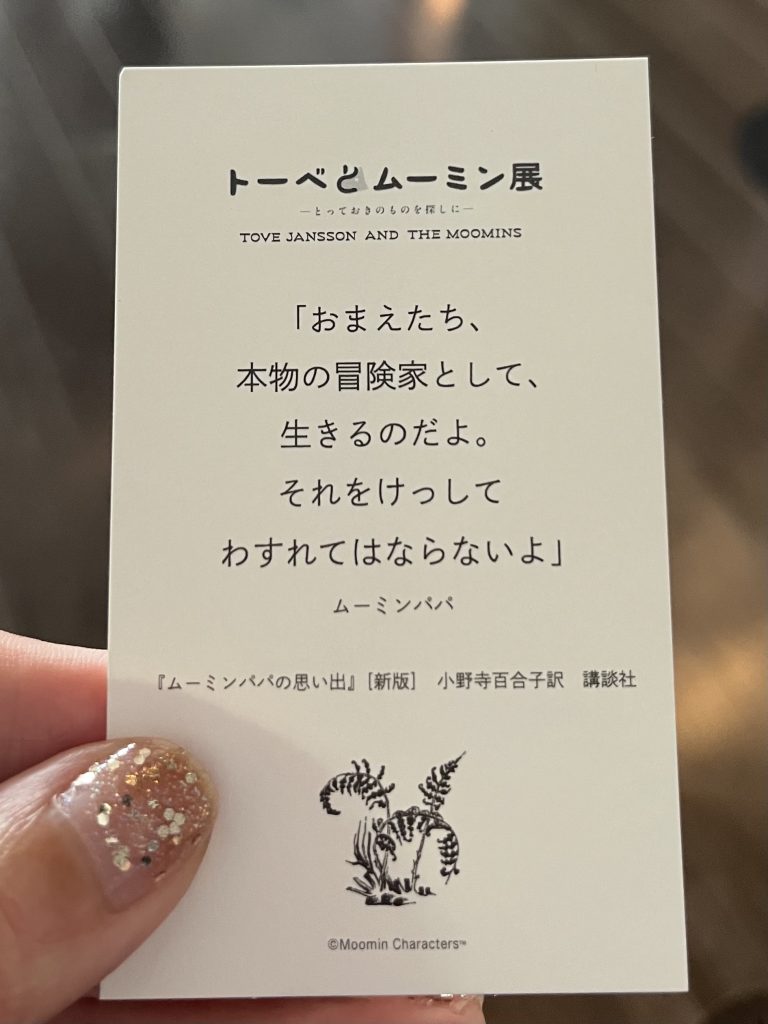 トーベとムーミン展
―とっておきのものを探しに―
TOVE JANSSON AND THE MOOMINS
「おまえたち、
本物の冒険家として、
生きるのだよ。
それをけっして
わすれてはならないよ」
ムーミンパパ
『ムーミンパパの思い出』[新版]　小野寺百合子訳　講談社
©Moomin Characters™